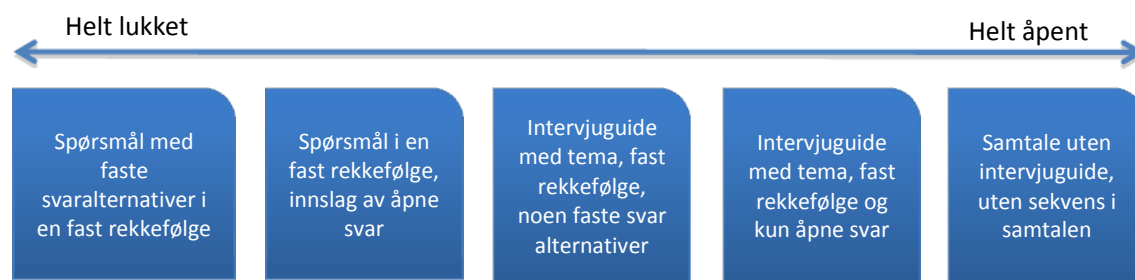 Helt lukket
Helt åpent
Spørsmål med
faste
svaralternativer i
en fast rekkefølge
Spørsmål i en
fast rekkefølge,
innslag av åpne
svar
Intervjuguide
med tema, fast
rekkefølge,
noen faste svar
alternativer
Intervjuguide
med tema, fast
rekkefølge og
kun åpne svar
Samtale uten
intervjuguide,
uten sekvens i
samtalen